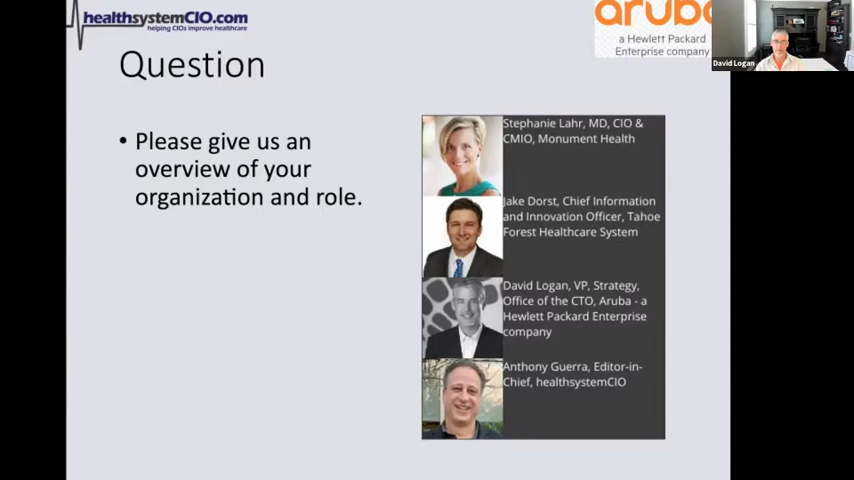 healthsystemCIO.com
helping CIOs improve healthcare
aruba
a Hewlett Packard
Enterprise company
David Logan
Question
• Please give us an
overview of your
organization and role.
Stephanie Lahr, MD, CIO &
CMIO, Monument Health
Jake Dorst, Chief Information
and Innovation Officer, Tahoe
Forest Healthcare System
David Logan, VP, Strategy,
Office of the CTO, Aruba - a
Hewlett Packard Enterprise
company
Anthony Guerra, Editor-in-
Chief, healthsystemCIO